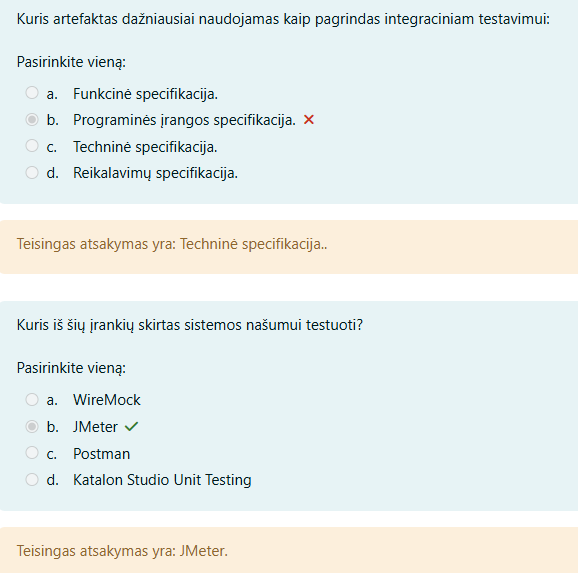 Kuris artefaktas dažniausiai naudojamas kaip pagrindas integraciniam testavimui:
Pasirinkite vieną:
a. Funkcinė specifikacija.
b. Programinės įrangos specifikacija.
c. Techninė specifikacija.
d. Reikalavimų specifikacija.
Teisingas atsakymas yra: Techninė specifikacija..
Kuris iš šių įrankių skirtas sistemos našumui testuoti?
Pasirinkite vieną:
a. WireMock
b. JMeter
c. Postman
d. Katalon Studio Unit Testing
Teisingas atsakymas yra: JMeter.